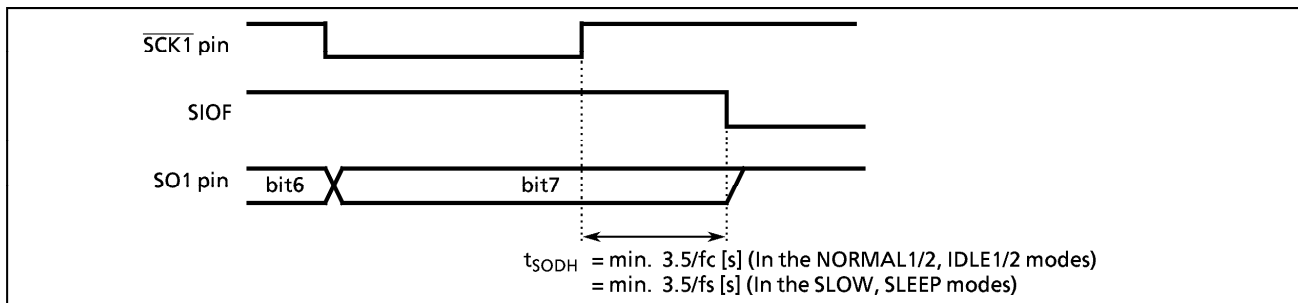 SCK1 pin
SIOF
SO1 pin bit6 bit7
tSODH = min. 3.5/fc [s] (In the NORMAL1/2, IDLE1/2 modes)
= min. 3.5/fs [s] (In the SLOW, SLEEP modes)